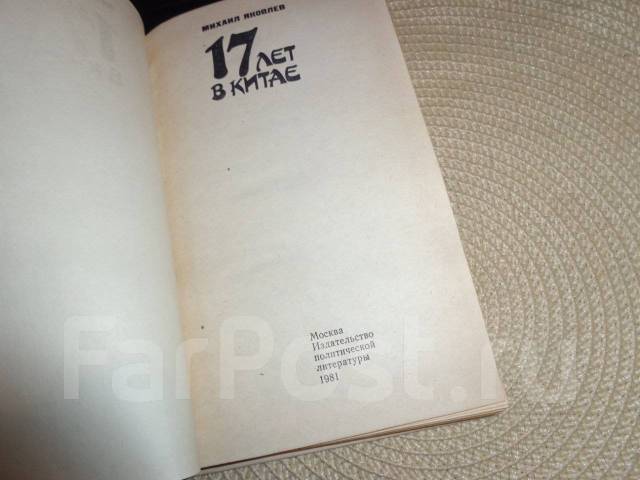 МИХАИЛ ЯКОВЛЕВ
17 ЛЕТ
В КИТАЕ
Москва
Издательство
политической
литературы
1981
FarPost.ru